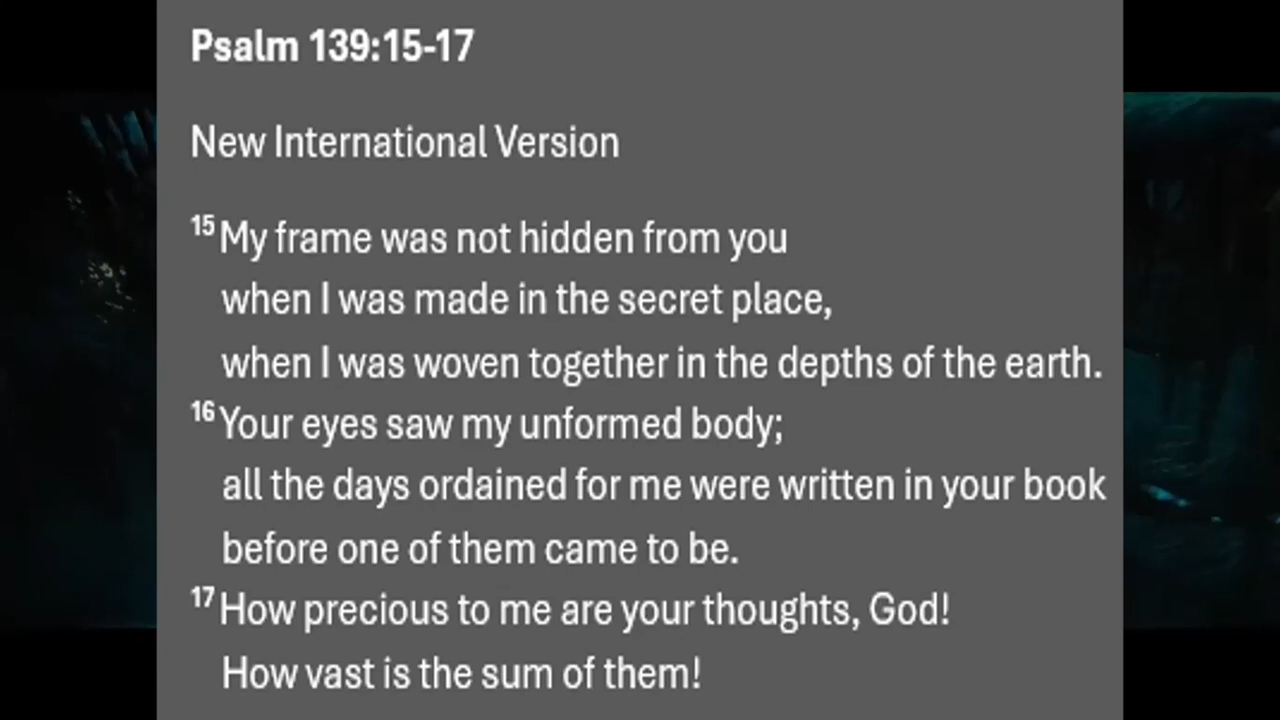 Psalm 139:15-17
New International Version
15 My frame was not hidden from you
when I was made in the secret place,
when I was woven together in the depths of the earth.
16 Your eyes saw my unformed body;
all the days ordained for me were written in your book
before one of them came to be.
17 How precious to me are your thoughts, God!
How vast is the sum of them!